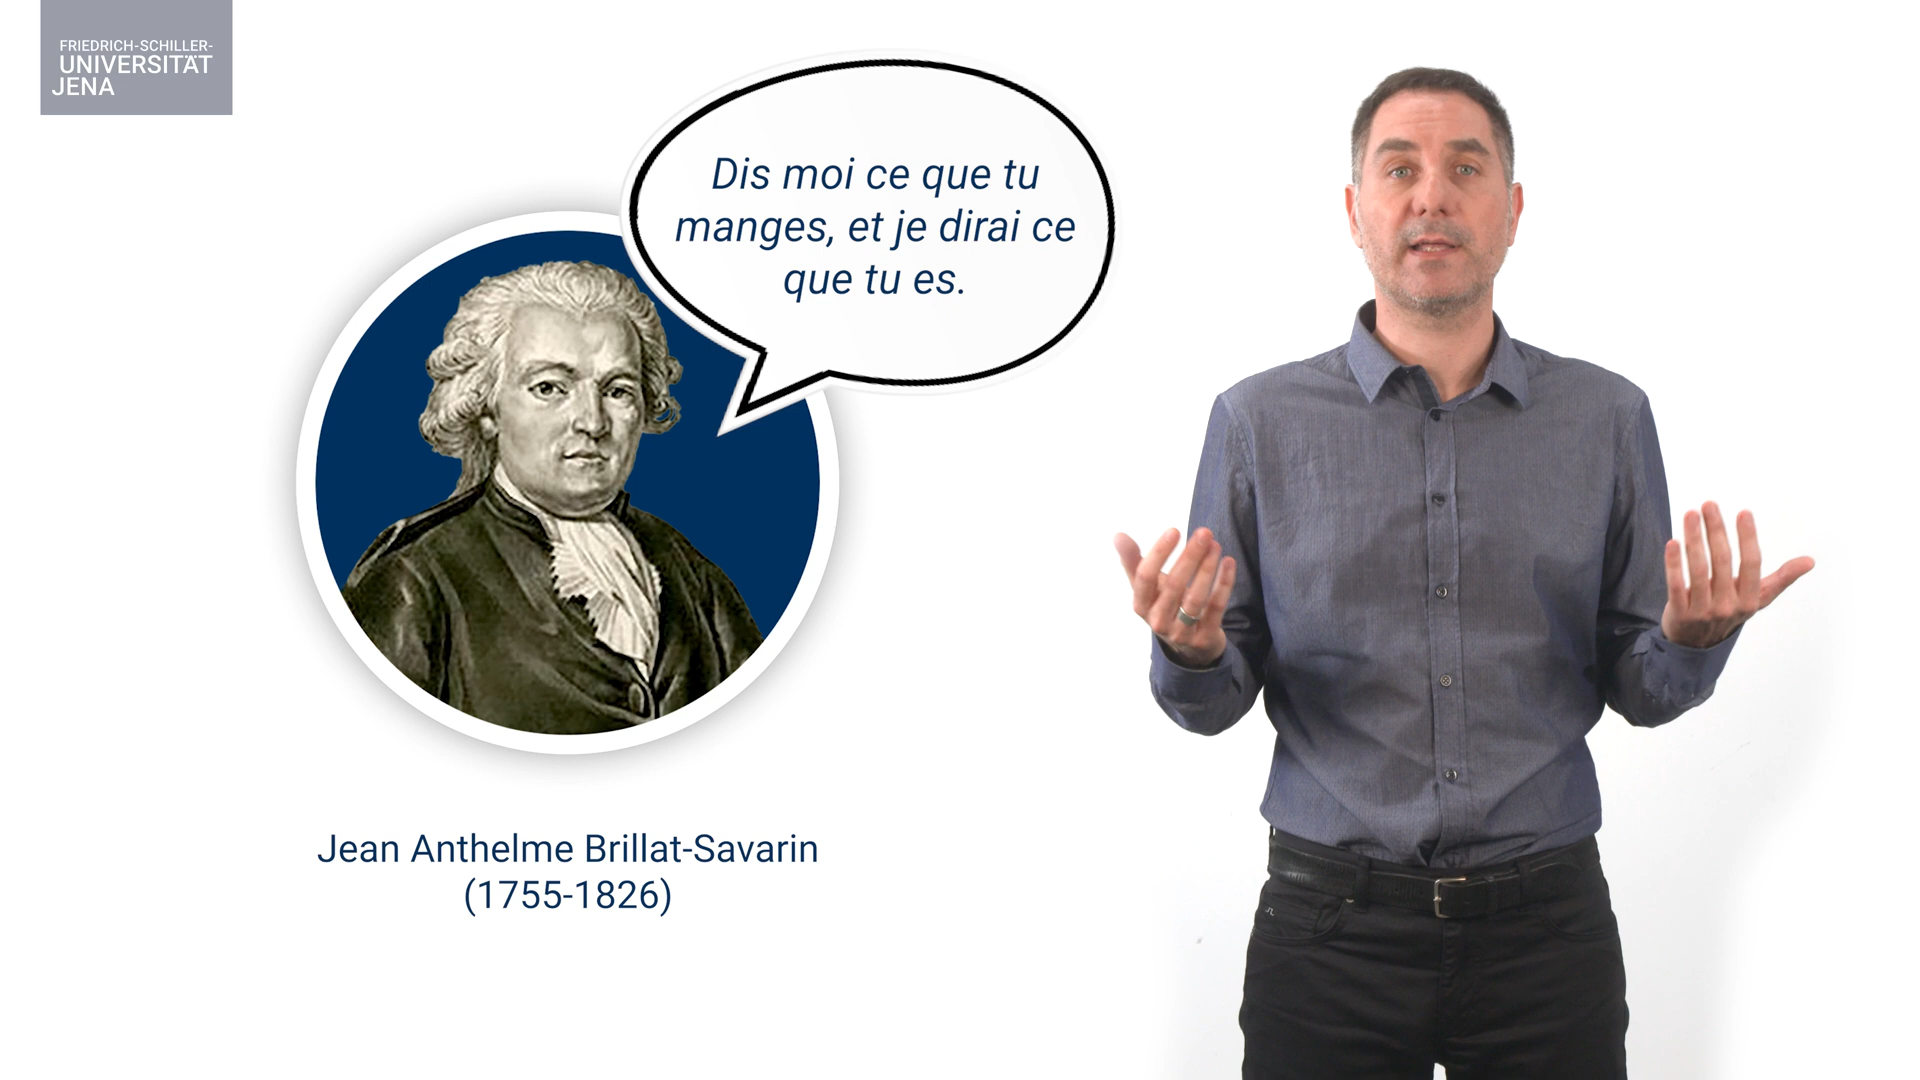 FRIEDRICH-SCHILLER-
UNIVERSITÄT
JENA
Dis moi ce que tu
manges, et je dirai ce
que tu es.
Jean Anthelme Brillat-Savarin
(1755-1826)